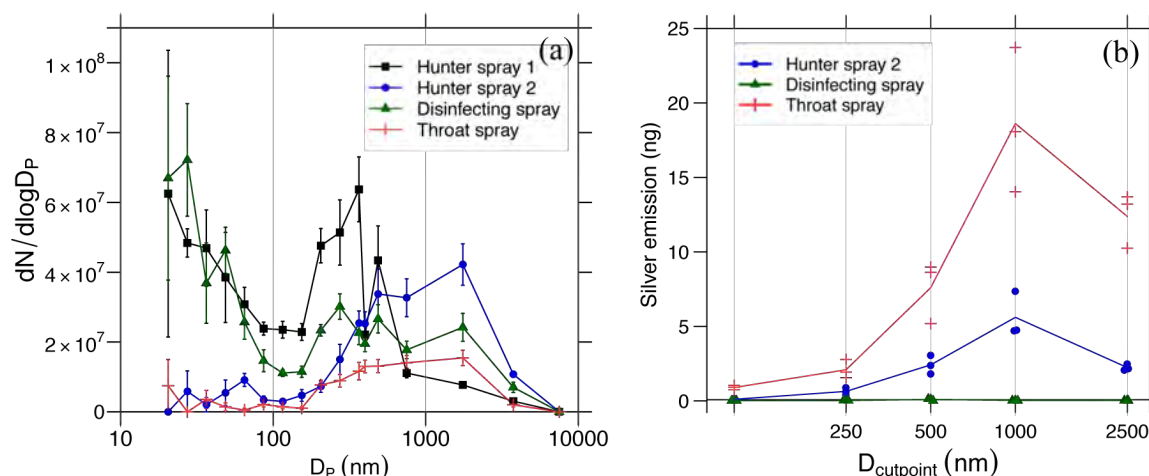 (a)
Hunter spray 1
Hunter spray 2
Disinfecting spray
Throat spray
dN/dlogD_P
1×10⁸
8×10⁷
6×10⁷
4×10⁷
2×10⁷
0
10
100
1000
10000
D_P (nm)
(b)
Hunter spray 2
Disinfecting spray
Throat spray
Silver emission (ng)
25
20
15
10
5
0
250
500
1000
2500
D_cutpoint (nm)